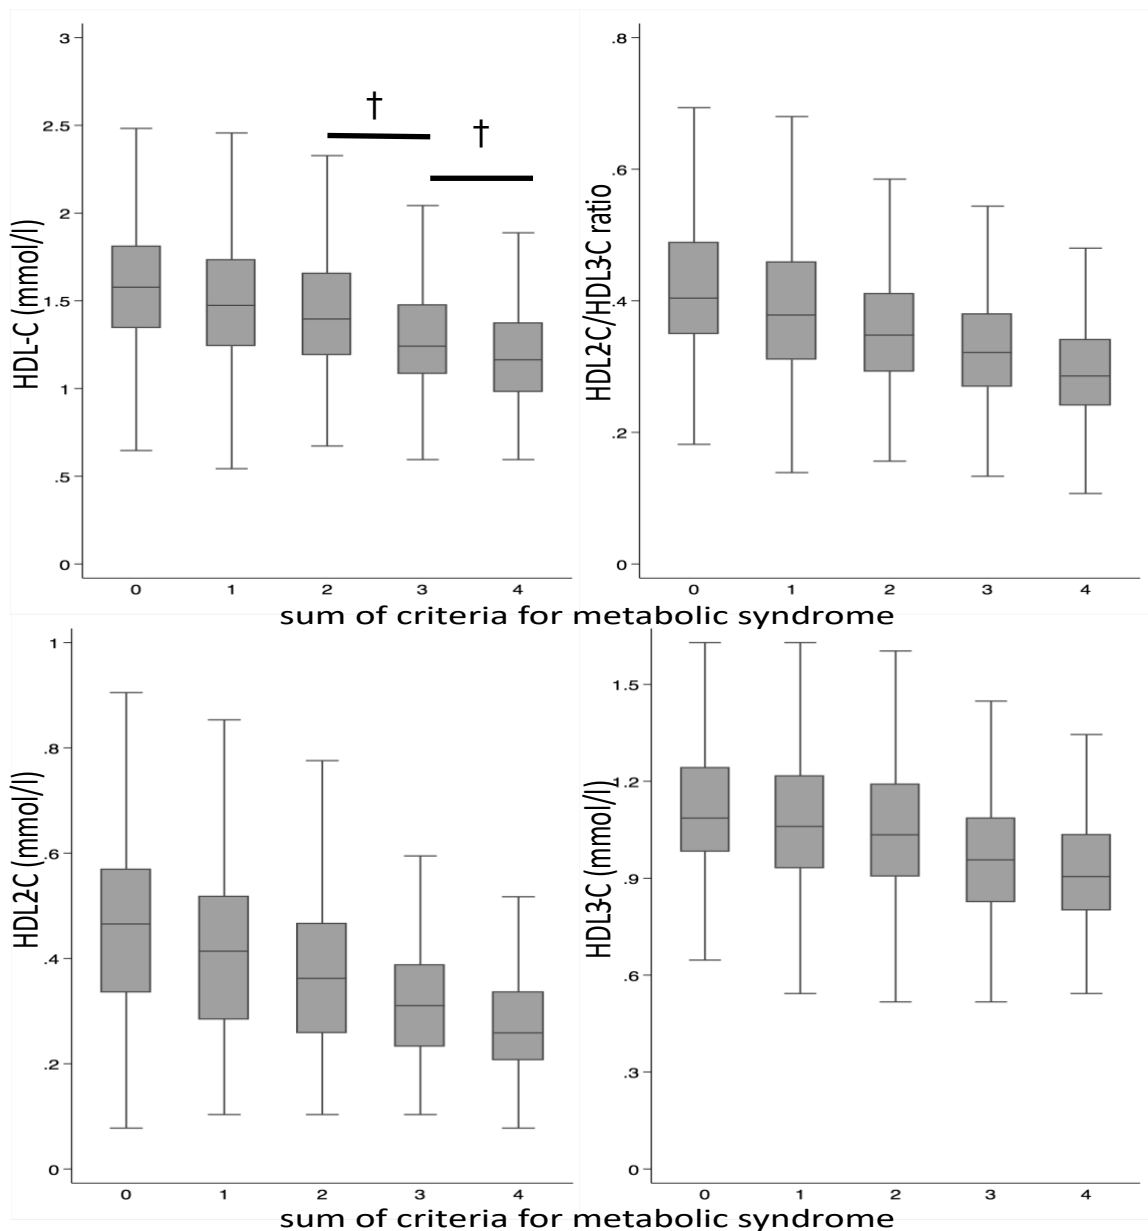 3
2.5
2
1.5
1
.5
0
HDL-C (mmol/l)
†
†
0 1 2 3 4
.8
.6
.4
.2
0
HDL2-C/HDL3-C ratio
0 1 2 3 4
sum of criteria for metabolic syndrome
1
.8
.6
.4
.2
0
HDL2-C (mmol/l)
0 1 2 3 4
1.5
1.2
.9
.6
.3
0
HDL3-C (mmol/l)
0 1 2 3 4
sum of criteria for metabolic syndrome